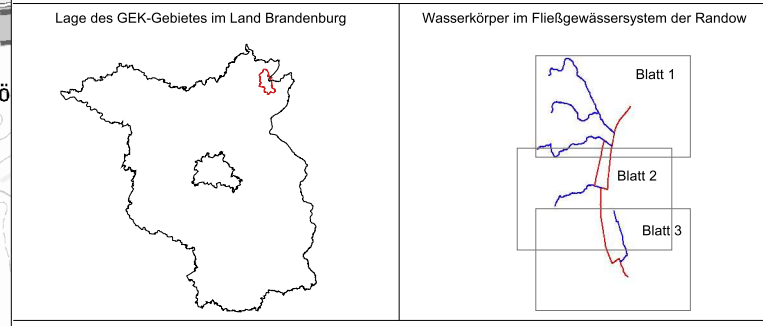 Lage des GEK-Gebietes im Land Brandenburg
Wasserkörper im Fließgewässersystem der Randow
Blatt 1
Blatt 2
Blatt 3
Ö